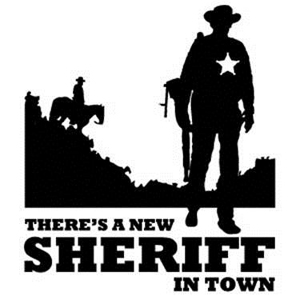 THERE'S A NEW
SHERIFF
IN TOWN